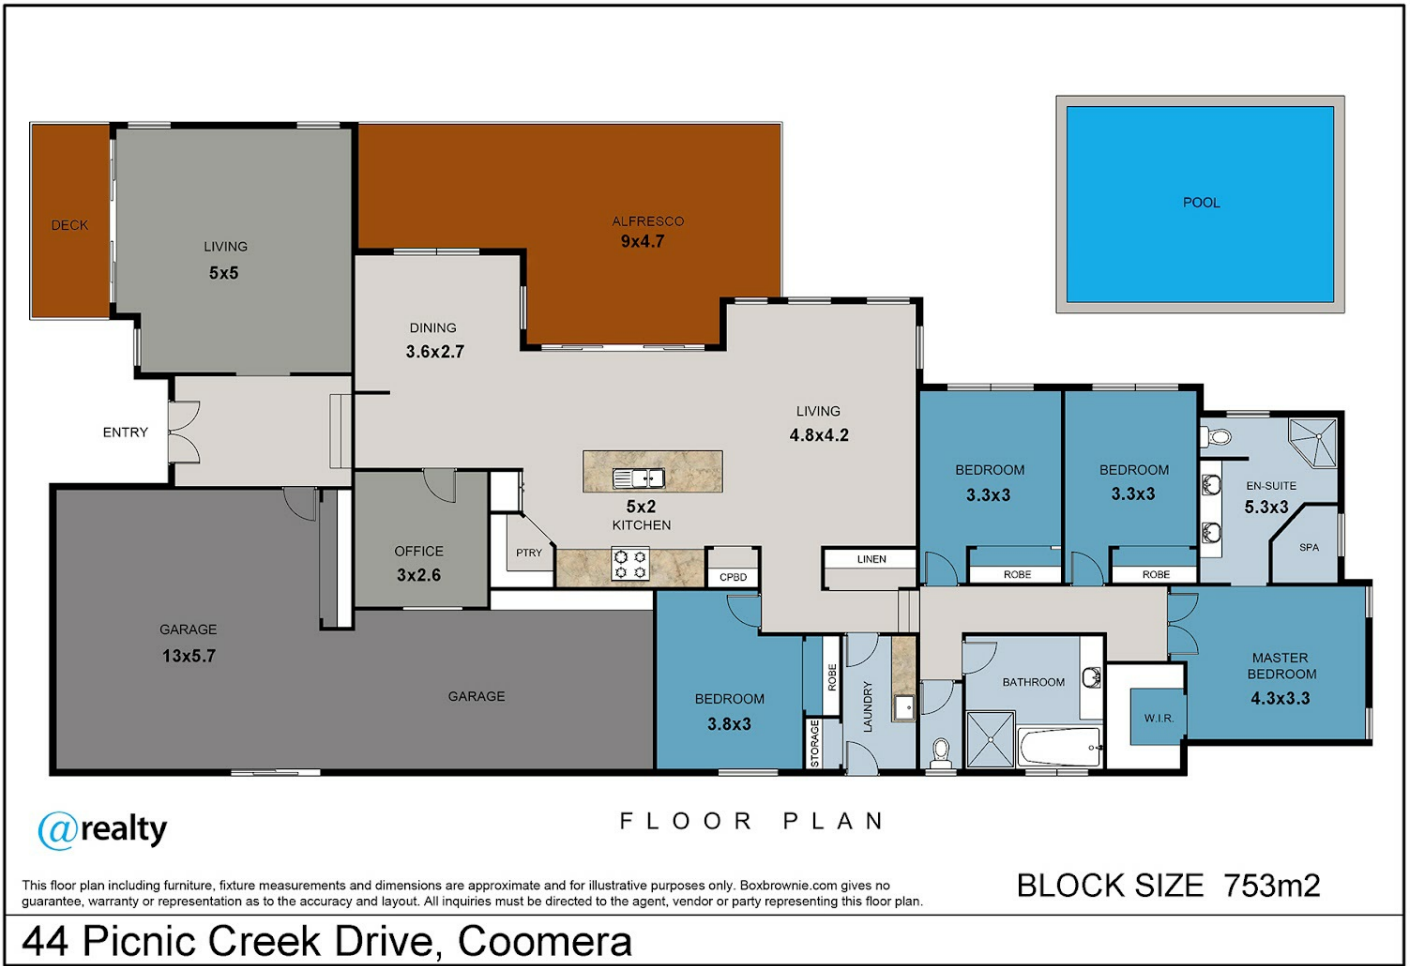 POOL
DECK
ALFRESCO
9x4.7
LIVING
5x5
DINING
3.6x2.7
LIVING
4.8x4.2
ENTRY
BEDROOM
3.3x3
BEDROOM
3.3x3
EN-SUITE
5.3x3
5x2
KITCHEN
OFFICE
3x2.6
PTRY
CPBD
LINEN
ROBE
ROBE
SPA
GARAGE
13x5.7
GARAGE
BEDROOM
3.8x3
ROBE
STORAGE
LAUNDRY
BATHROOM
W.I.R.
MASTER
BEDROOM
4.3x3.3
@realty
FLOOR PLAN
This floor plan including furniture, fixture measurements and dimensions are approximate and for illustrative purposes only. Boxbrownie.com gives no
guarantee, warranty or representation as to the accuracy and layout. All inquiries must be directed to the agent, vendor or party representing this floor plan.
BLOCK SIZE 753m2
44 Picnic Creek Drive, Coomera